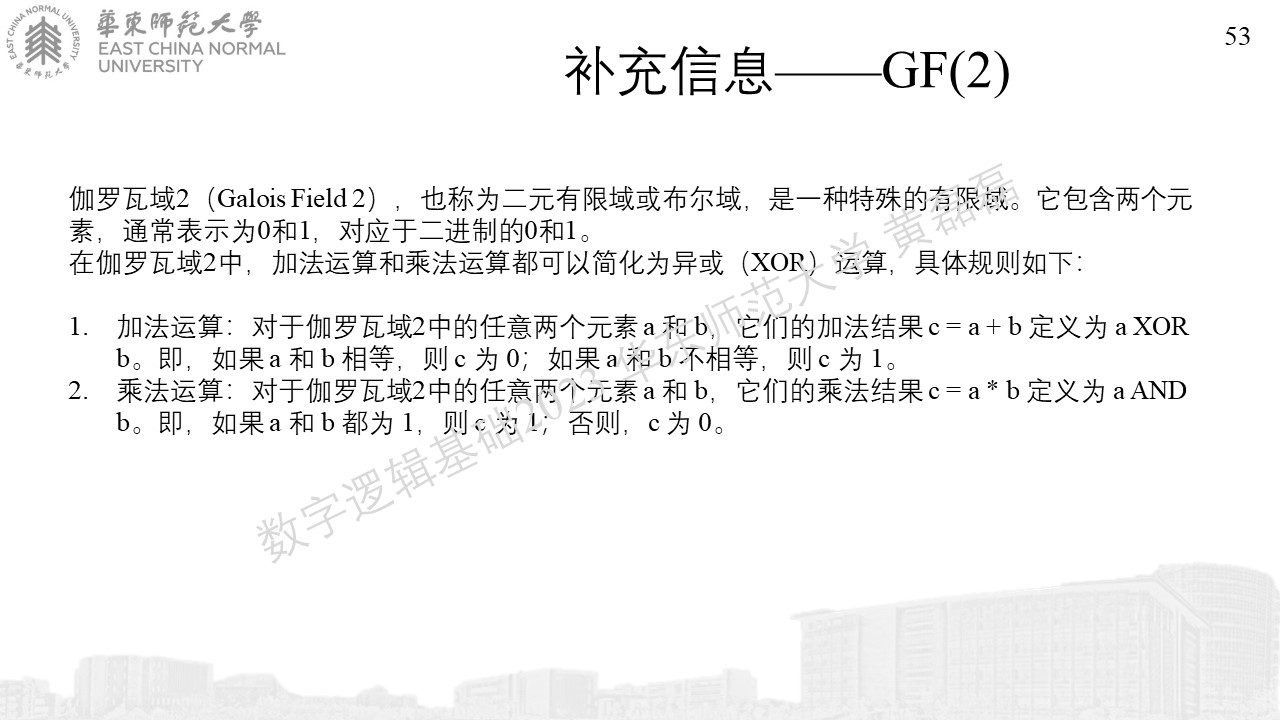 華東師範大學
EAST CHINA NORMAL
UNIVERSITY
53
补充信息——GF(2)
伽罗瓦域2（Galois Field 2），也称为二元有限域或布尔域，是一种特殊的有限域。它包含两个元
素，通常表示为0和1，对应于二进制的0和1。
在伽罗瓦域2中，加法运算和乘法运算都可以简化为异或（XOR）运算，具体规则如下：
1. 加法运算：对于伽罗瓦域2中的任意两个元素 a 和 b，它们的加法结果 c = a + b 定义为 a XOR
b。即，如果 a 和 b 相等，则 c 为 0；如果 a 和 b 不相等，则 c 为 1。
2. 乘法运算：对于伽罗瓦域2中的任意两个元素 a 和 b，它们的乘法结果 c = a * b 定义为 a AND
b。即，如果 a 和 b 都为 1，则 c 为 1；否则，c 为 0。
数字逻辑基础2023 华东师范大学 黄磊磊
EAST CHINA NORMAL UNIVERSITY
華東師範大學